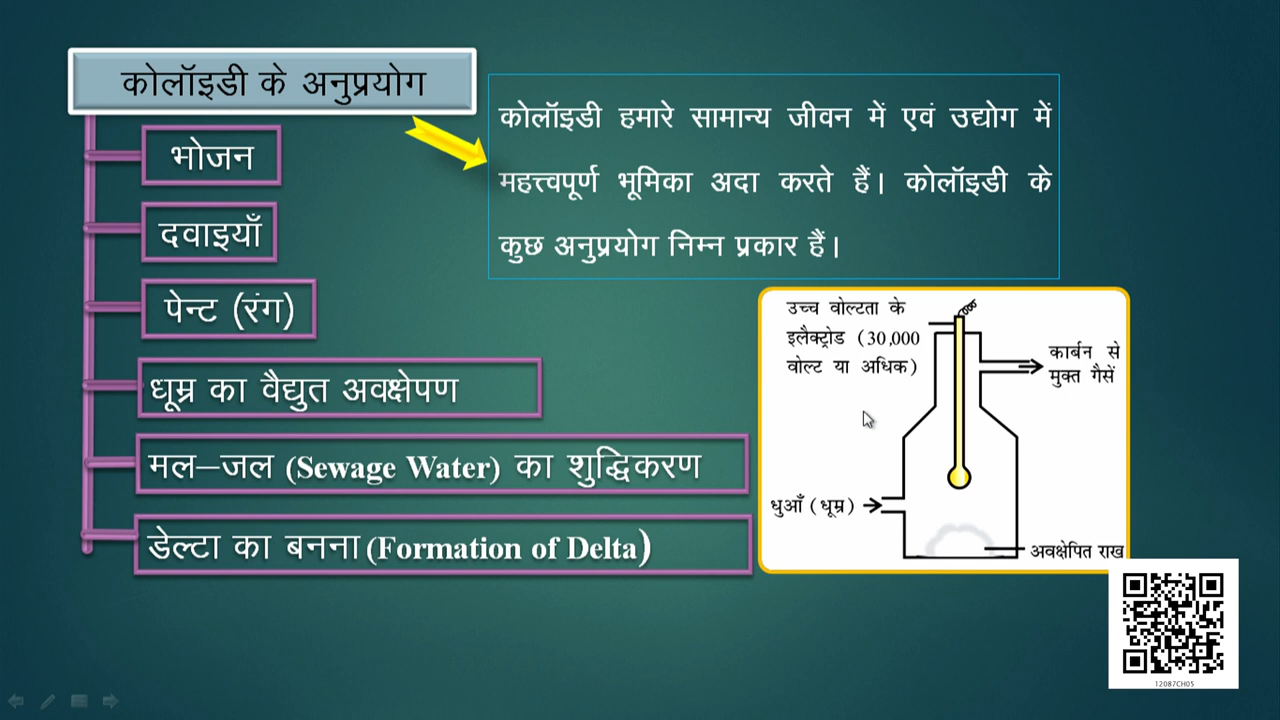 कोलॉइडी के अनुप्रयोग
कोलॉइडी हमारे सामान्य जीवन में एवं उद्योग में
महत्त्वपूर्ण भूमिका अदा करते हैं। कोलॉइडी के
कुछ अनुप्रयोग निम्न प्रकार हैं।
भोजन
दवाइयाँ
पेन्ट (रंग)
धूम्र का वैद्युत अवक्षेपण
मल–जल (Sewage Water) का शुद्धिकरण
डेल्टा का बनना (Formation of Delta)
उच्च वोल्टता के
इलैक्ट्रोड (30,000
वोल्ट या अधिक)
कार्बन से
मुक्त गैसें
धुआँ (धूम्र)
अवक्षेपित राख
12087CH05